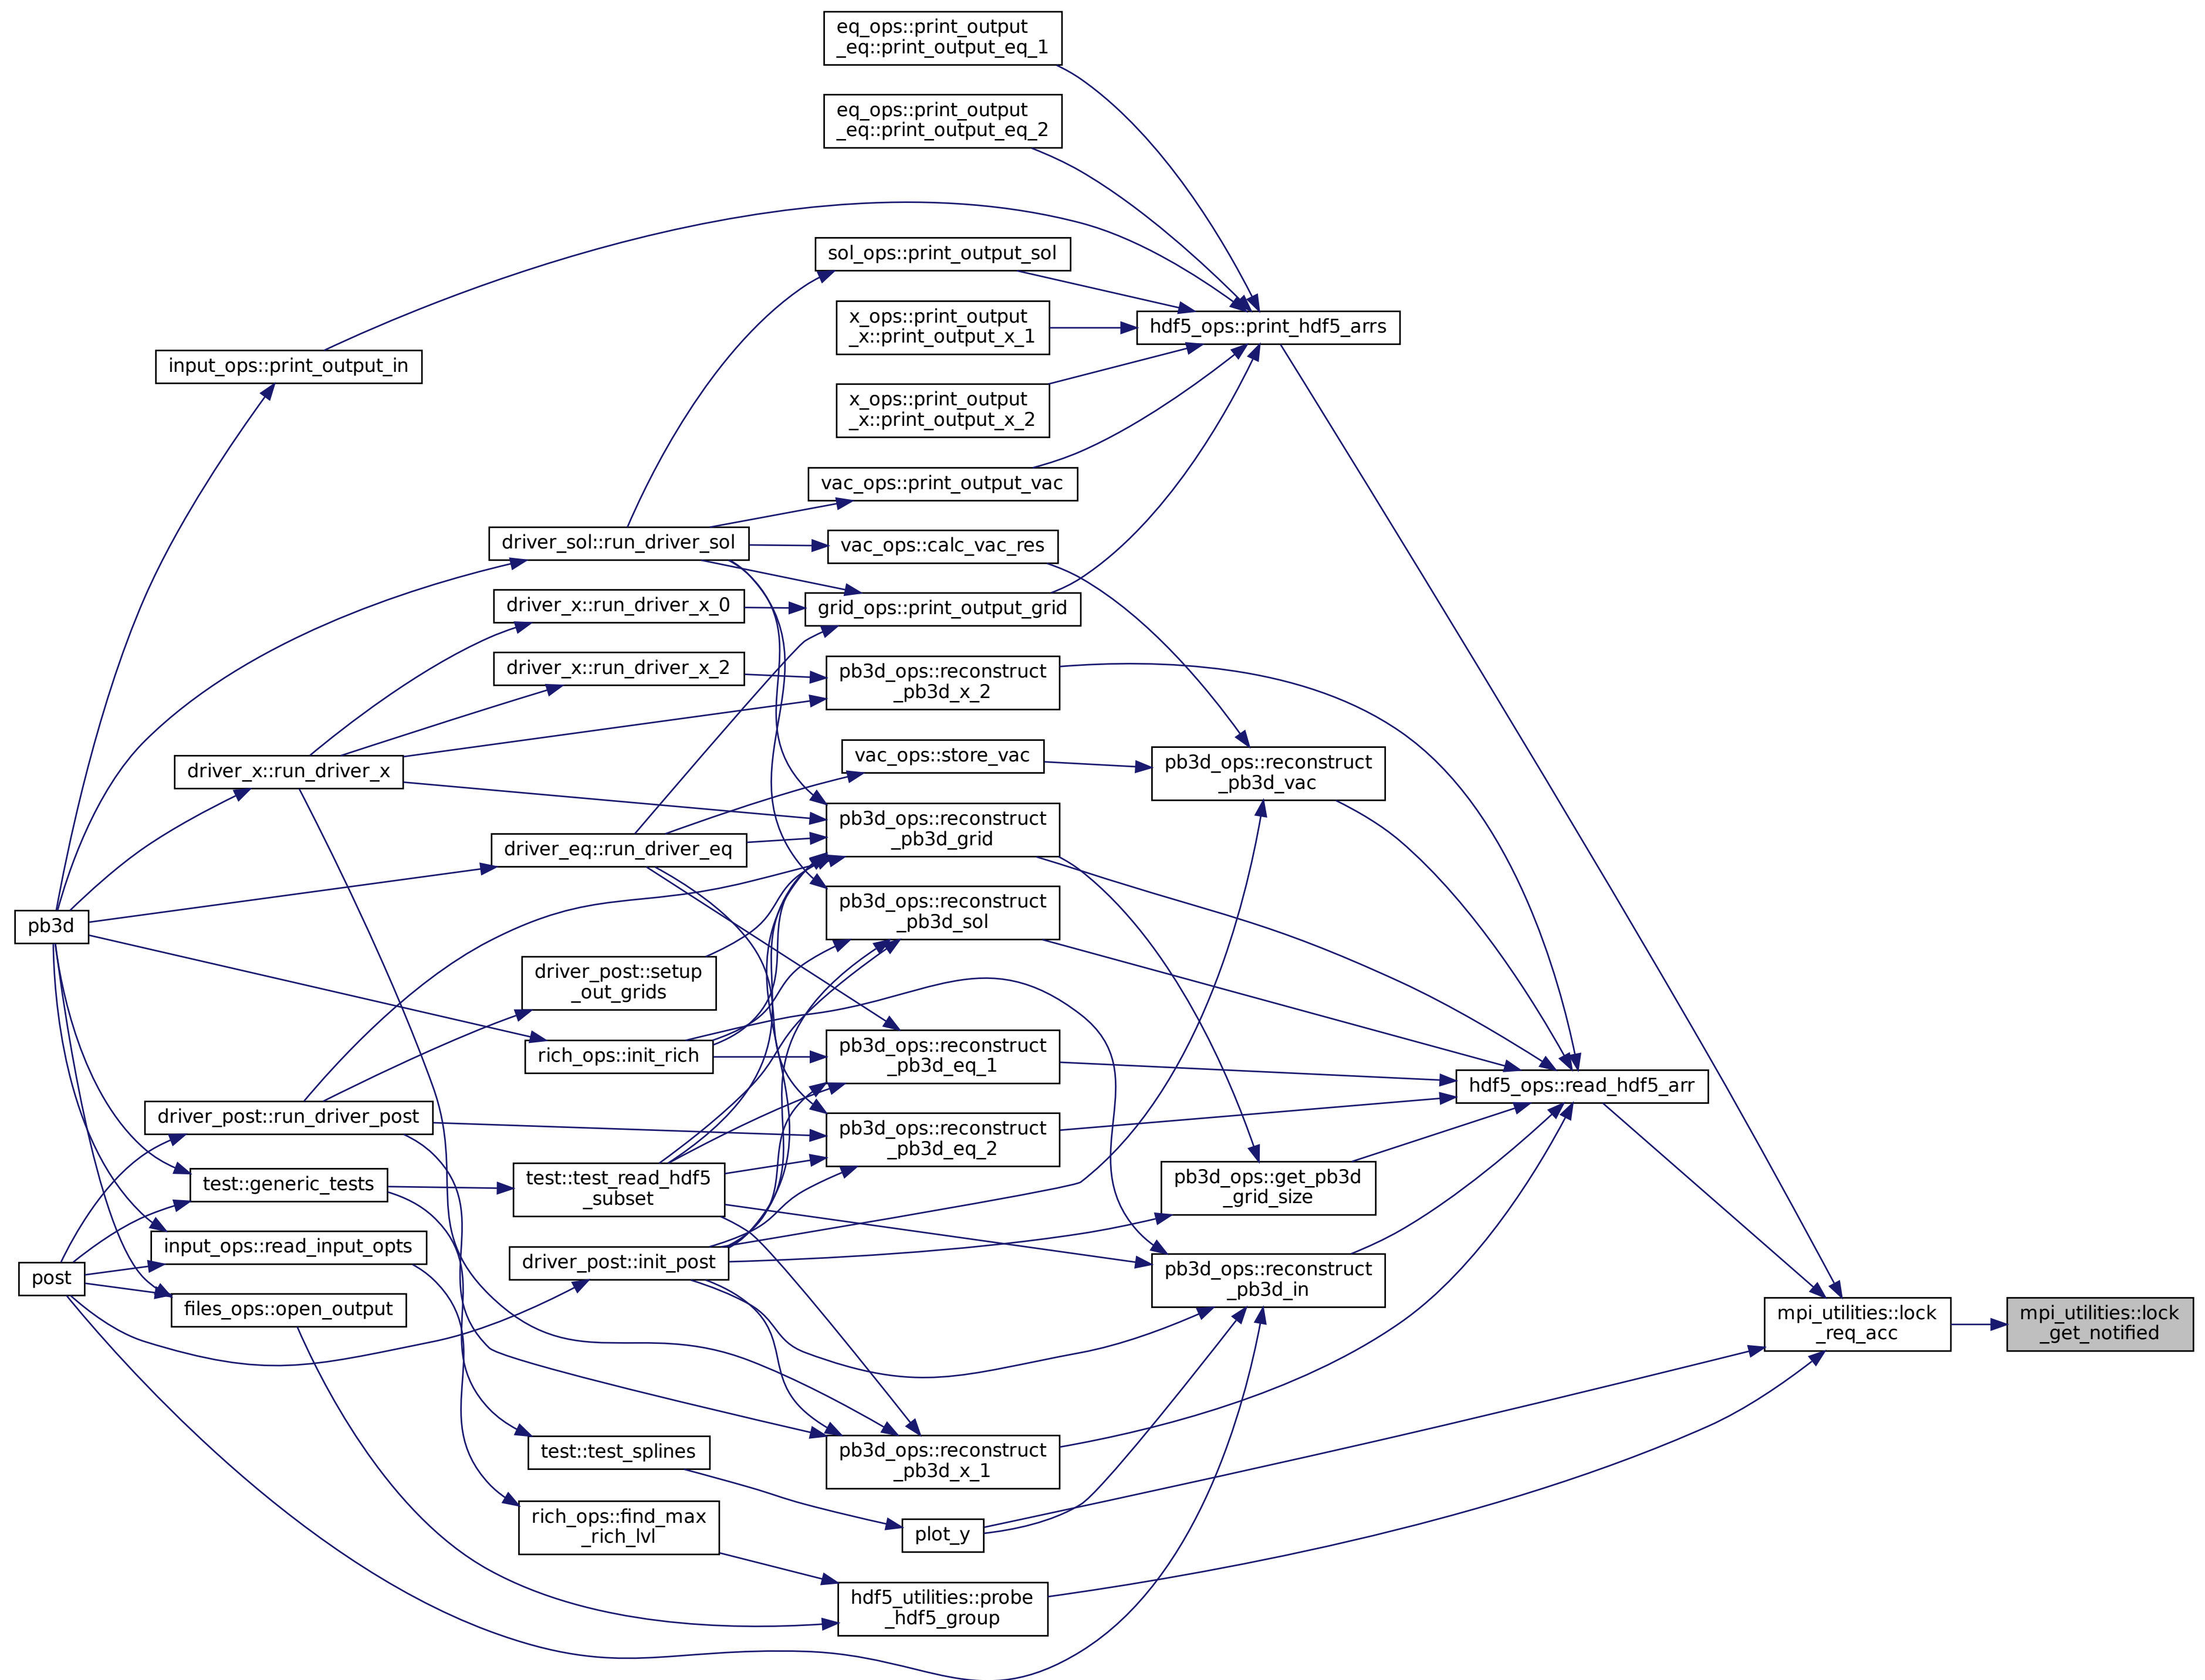 eq_ops::print_output
_eq::print_output_eq_1
eq_ops::print_output
_eq::print_output_eq_2
sol_ops::print_output_sol
x_ops::print_output
_x::print_output_x_1
hdf5_ops::print_hdf5_arrs
input_ops::print_output_in
x_ops::print_output
_x::print_output_x_2
vac_ops::print_output_vac
driver_sol::run_driver_sol
vac_ops::calc_vac_res
driver_x::run_driver_x_0
grid_ops::print_output_grid
driver_x::run_driver_x_2
pb3d_ops::reconstruct
_pb3d_x_2
driver_x::run_driver_x
vac_ops::store_vac
pb3d_ops::reconstruct
_pb3d_vac
driver_eq::run_driver_eq
pb3d_ops::reconstruct
_pb3d_grid
pb3d
pb3d_ops::reconstruct
_pb3d_sol
driver_post::setup
_out_grids
rich_ops::init_rich
pb3d_ops::reconstruct
_pb3d_eq_1
hdf5_ops::read_hdf5_arr
driver_post::run_driver_post
pb3d_ops::reconstruct
_pb3d_eq_2
test::generic_tests
test::test_read_hdf5
_subset
pb3d_ops::get_pb3d
_grid_size
input_ops::read_input_opts
driver_post::init_post
pb3d_ops::reconstruct
_pb3d_in
post
files_ops::open_output
mpi_utilities::lock
_req_acc
mpi_utilities::lock
_get_notified
test::test_splines
pb3d_ops::reconstruct
_pb3d_x_1
rich_ops::find_max
_rich_lvl
plot_y
hdf5_utilities::probe
_hdf5_group